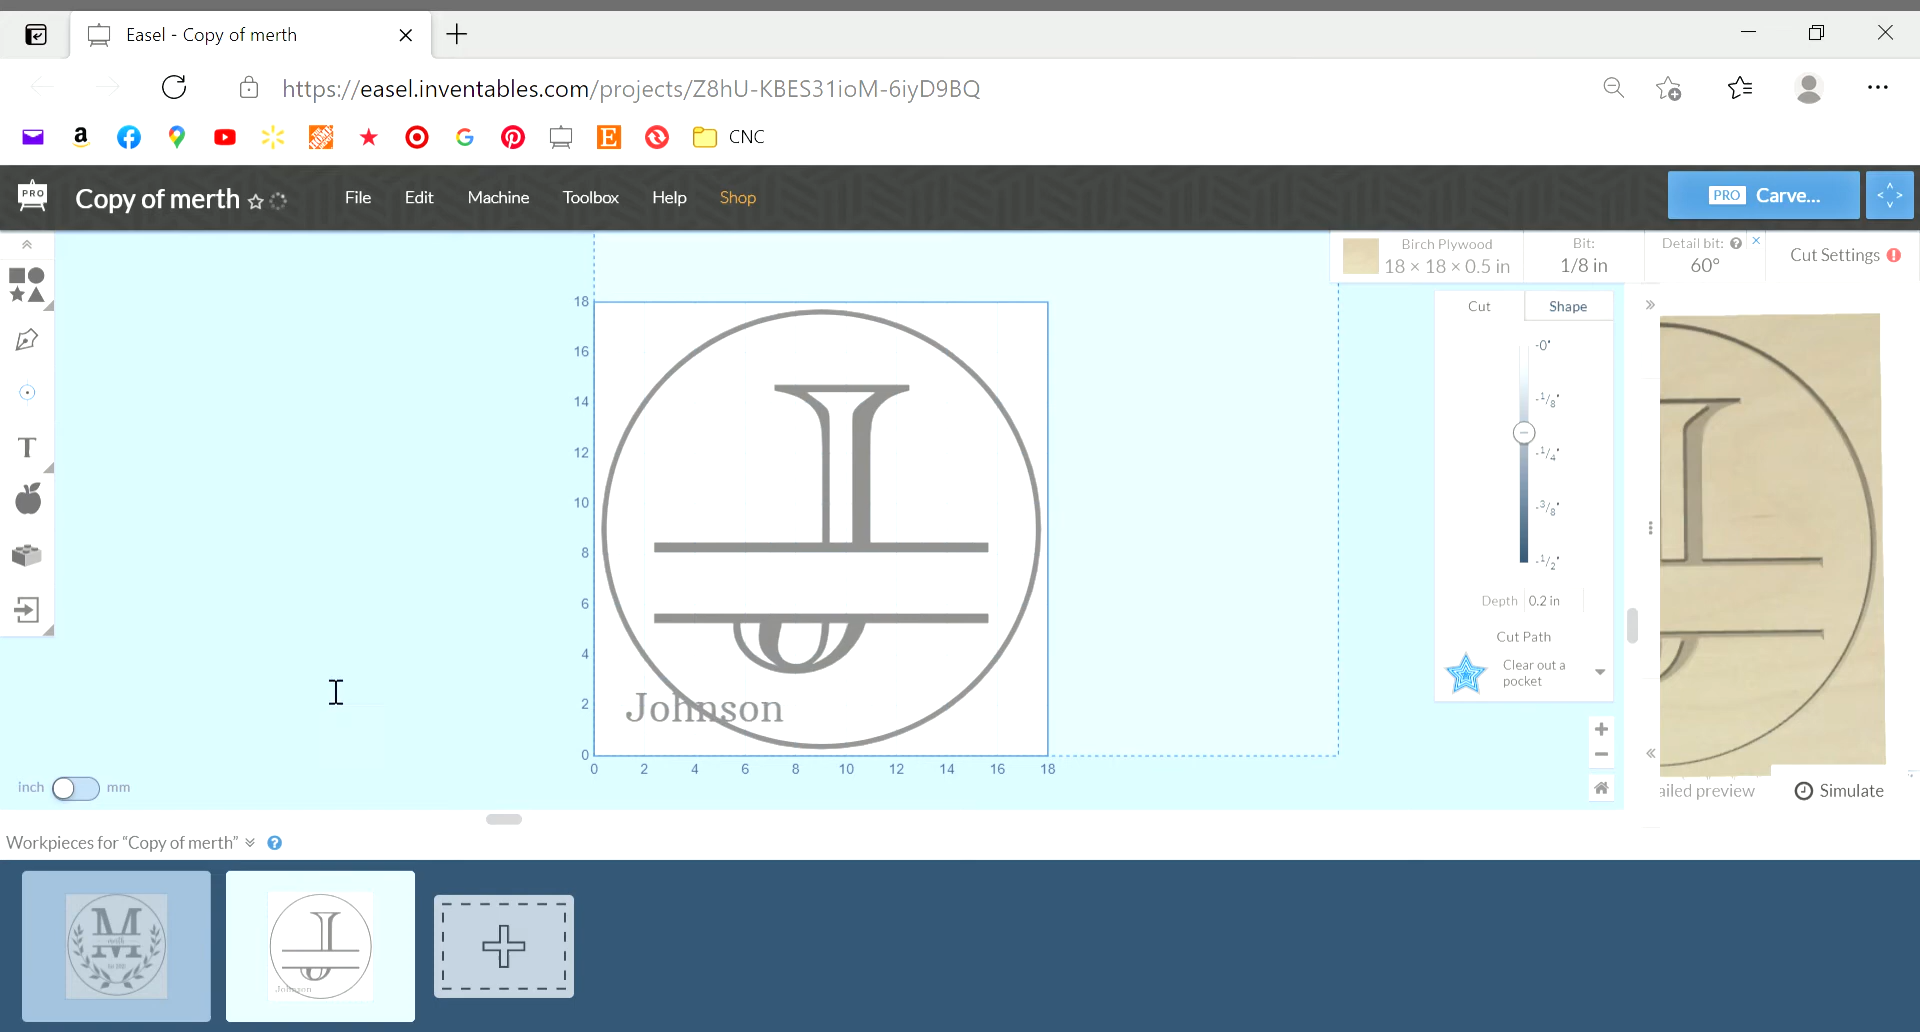 Easel - Copy of merth
https://easel.inventables.com/projects/Z8hU-KBES31ioM-6iyD9BQ
CNC
PRO
Copy of merth
File Edit Machine Toolbox Help Shop
PRO Carve...
Birch Plywood
18 × 18 × 0.5 in
Bit:
1/8 in
Detail bit:
60°
Cut Settings
Cut
Shape
-0"
-1/8"
-1/4"
-3/8"
-1/2"
Depth 0.2 in
Cut Path
Clear out a
pocket
18
16
14
12
10
8
6
4
2
0
0 2 4 6 8 10 12 14 16 18
J
Johnson
T
inch mm
ailed preview
Simulate
Workpieces for “Copy of merth”
M
J
Johnson